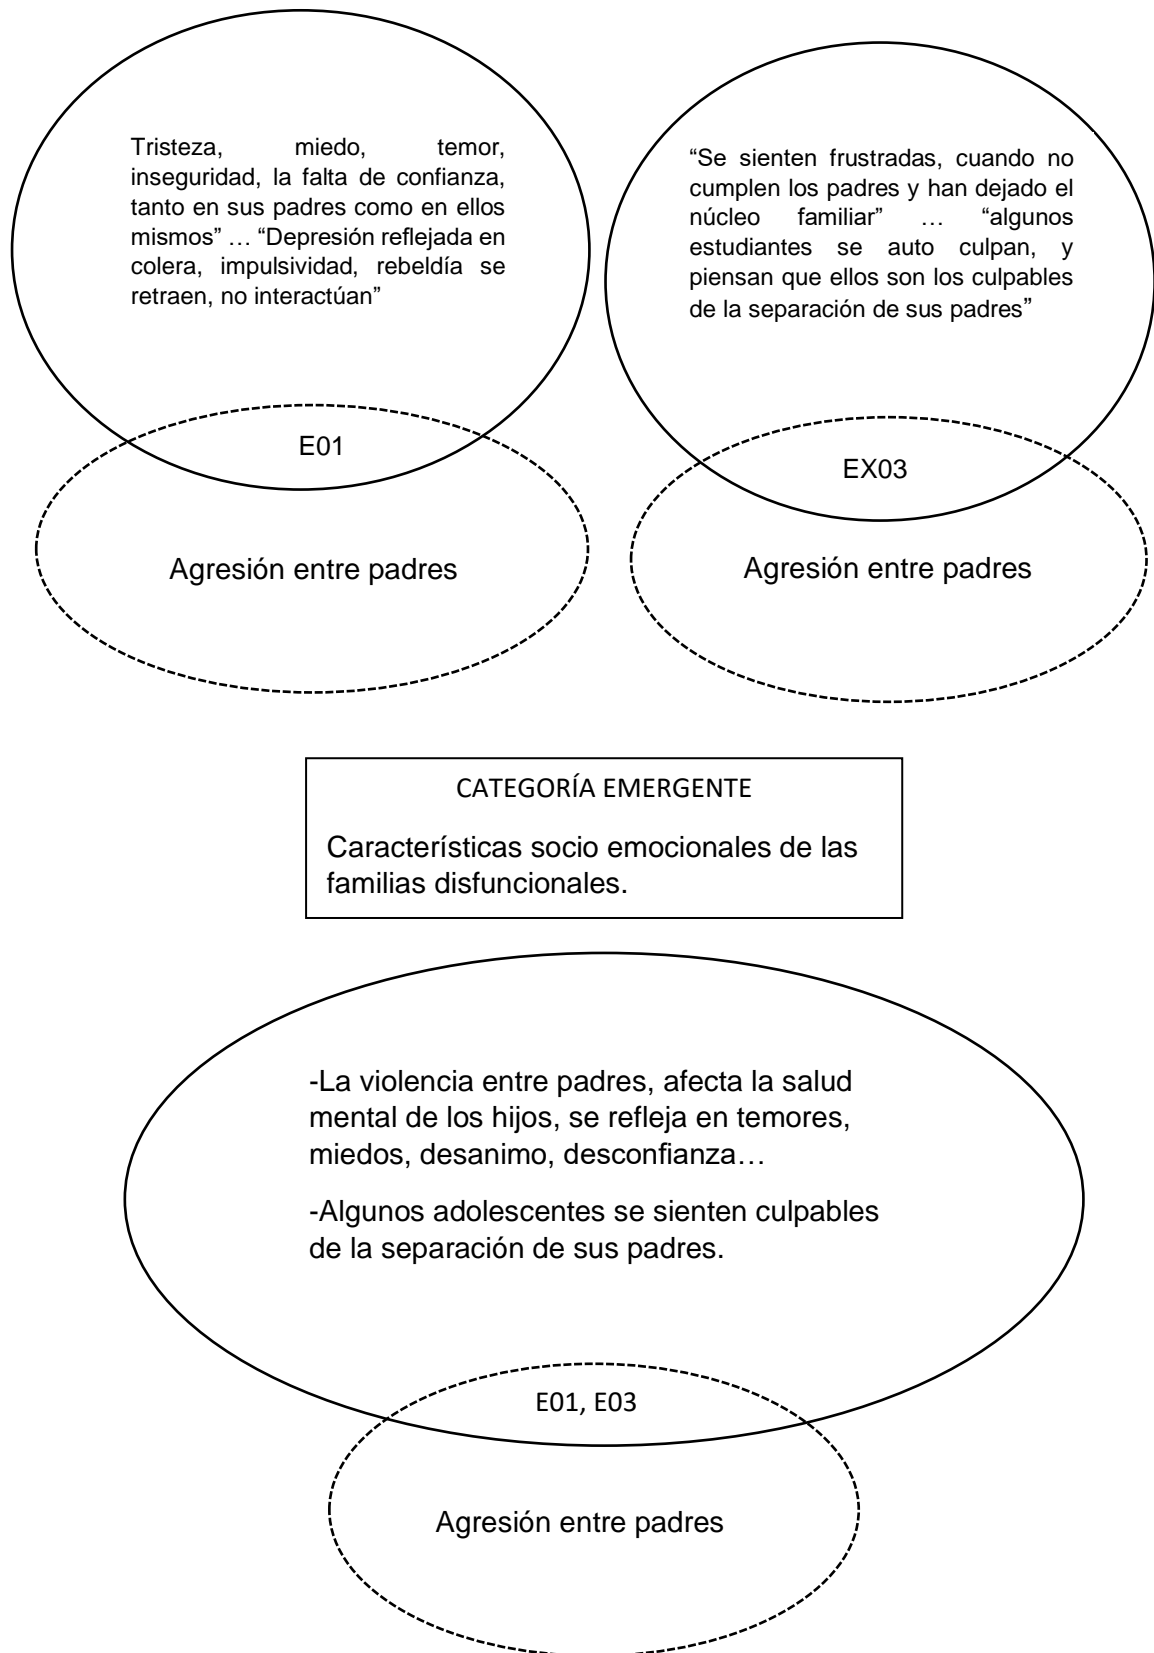 Tristeza, miedo, temor,
inseguridad, la falta de confianza,
tanto en sus padres como en ellos
mismos” … “Depresión reflejada en
colera, impulsividad, rebeldía se
retraen, no interactúan”
E01
Agresión entre padres
“Se sienten frustradas, cuando no
cumplen los padres y han dejado el
núcleo familiar” … “algunos
estudiantes se auto culpan, y
piensan que ellos son los culpables
de la separación de sus padres”
EX03
Agresión entre padres
CATEGORÍA EMERGENTE
Características socio emocionales de las
familias disfuncionales.
-La violencia entre padres, afecta la salud
mental de los hijos, se refleja en temores,
miedos, desanimo, desconfianza…
-Algunos adolescentes se sienten culpables
de la separación de sus padres.
E01, E03
Agresión entre padres